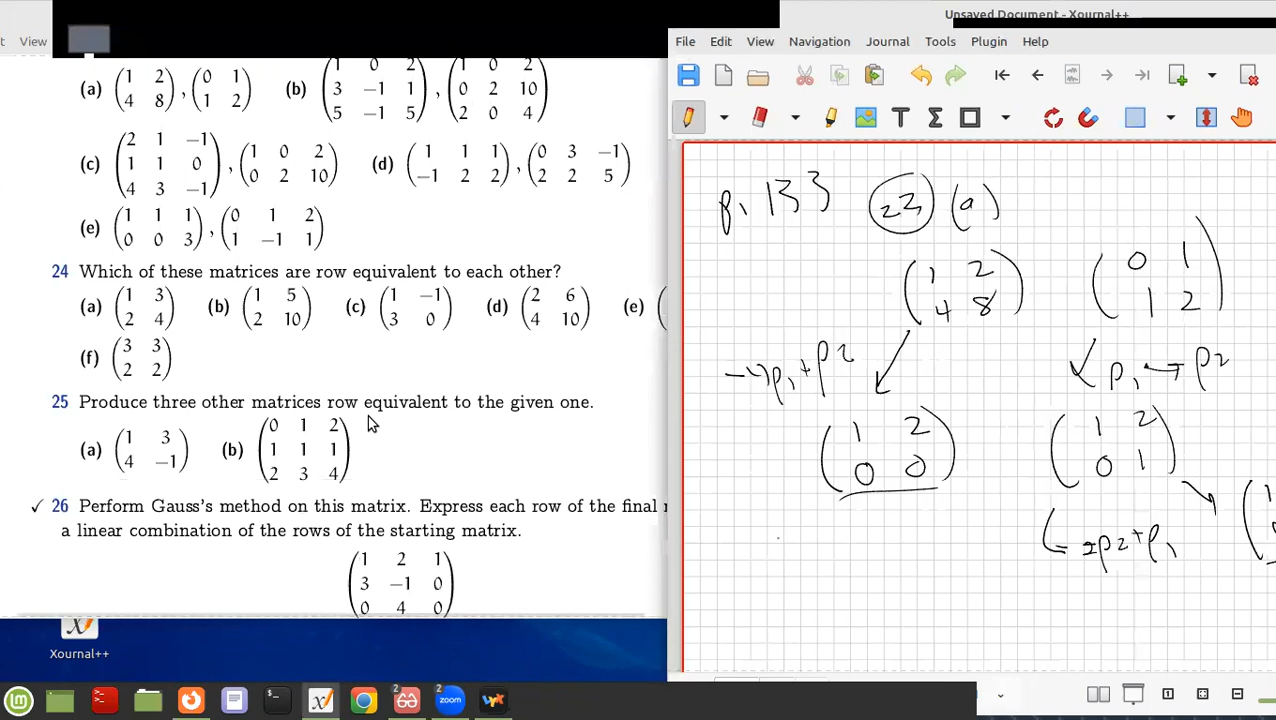 Unsaved Document - Xournal++
t View
File Edit View Navigation Journal Tools Plugin Help
(a) (1 2 / 4 8), (0 1 / 1 2) (b) (1 0 2 / 3 −1 1 / 5 −1 5), (1 0 2 / 0 2 10 / 2 0 4)
(c) (2 1 −1 / 1 1 0 / 4 3 −1), (1 0 2 / 0 2 10) (d) (1 1 1 / −1 2 2), (0 3 −1 / 2 2 5)
(e) (1 1 1 / 0 0 3), (0 1 2 / 1 −1 1)
24 Which of these matrices are row equivalent to each other?
(a) (1 3 / 2 4) (b) (1 5 / 2 10) (c) (1 −1 / 3 0) (d) (2 6 / 4 10) (e)
(f) (3 3 / 2 2)
25 Produce three other matrices row equivalent to the given one.
(a) (1 3 / 4 −1) (b) (0 1 2 / 1 1 1 / 2 3 4)
✓ 26 Perform Gauss's method on this matrix. Express each row of the final
a linear combination of the rows of the starting matrix.
(1 2 1 / 3 −1 0 / 0 4 0)
p. 133 23 (a)
(1 2 / 4 8) (0 1 / 1 2)
−4ρ1 + ρ2 ρ1 ↔ ρ2
(1 2 / 0 0) (1 2 / 0 1)
−2ρ2 + ρ1
Xournal++
2 2
zoom